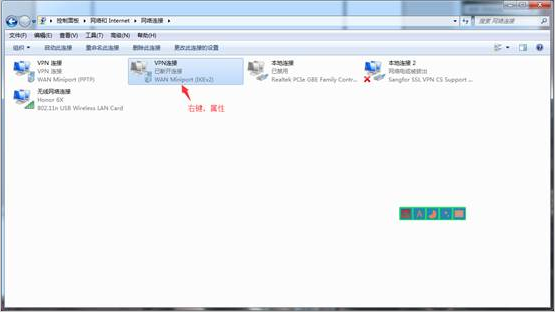 控制面板 ▸ 网络和 Internet ▸ 网络连接
搜索 网络连接
文件(F) 编辑(E) 查看(V) 工具(T) 高级(N) 帮助(H)
组织 启动此连接 重命名此连接 删除此连接 更改此连接的设置
VPN 连接
VPN 连接
WAN Miniport (PPTP)
VPN连接
已断开连接
WAN Miniport (IKEv2)
本地连接
已禁用
Realtek PCIe GBE Family Contr...
本地连接 2
网络电缆被拔出
Sangfor SSL VPN CS Support ...
无线网络连接
Honor 6X
802.11n USB Wireless LAN Card
右键、属性